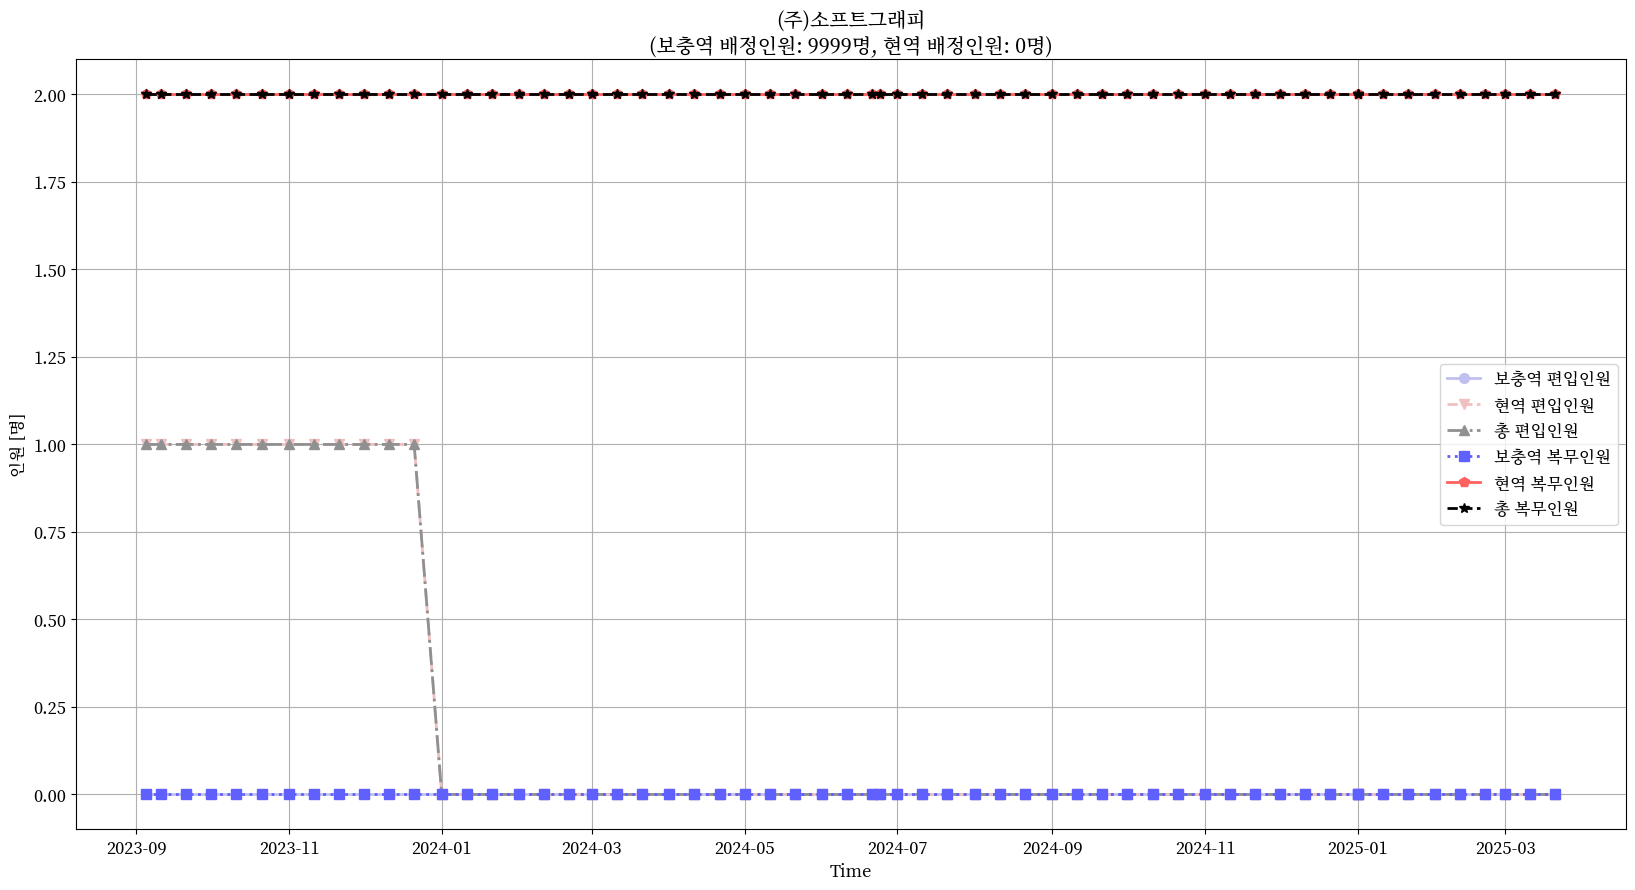 (주)소프트그래피
(보충역 배정인원: 9999명, 현역 배정인원: 0명)
인원 [명]
2.00
1.75
1.50
1.25
1.00
0.75
0.50
0.25
0.00
보충역 편입인원
현역 편입인원
총 편입인원
보충역 복무인원
현역 복무인원
총 복무인원
2023-09 2023-11 2024-01 2024-03 2024-05 2024-07 2024-09 2024-11 2025-01 2025-03
Time